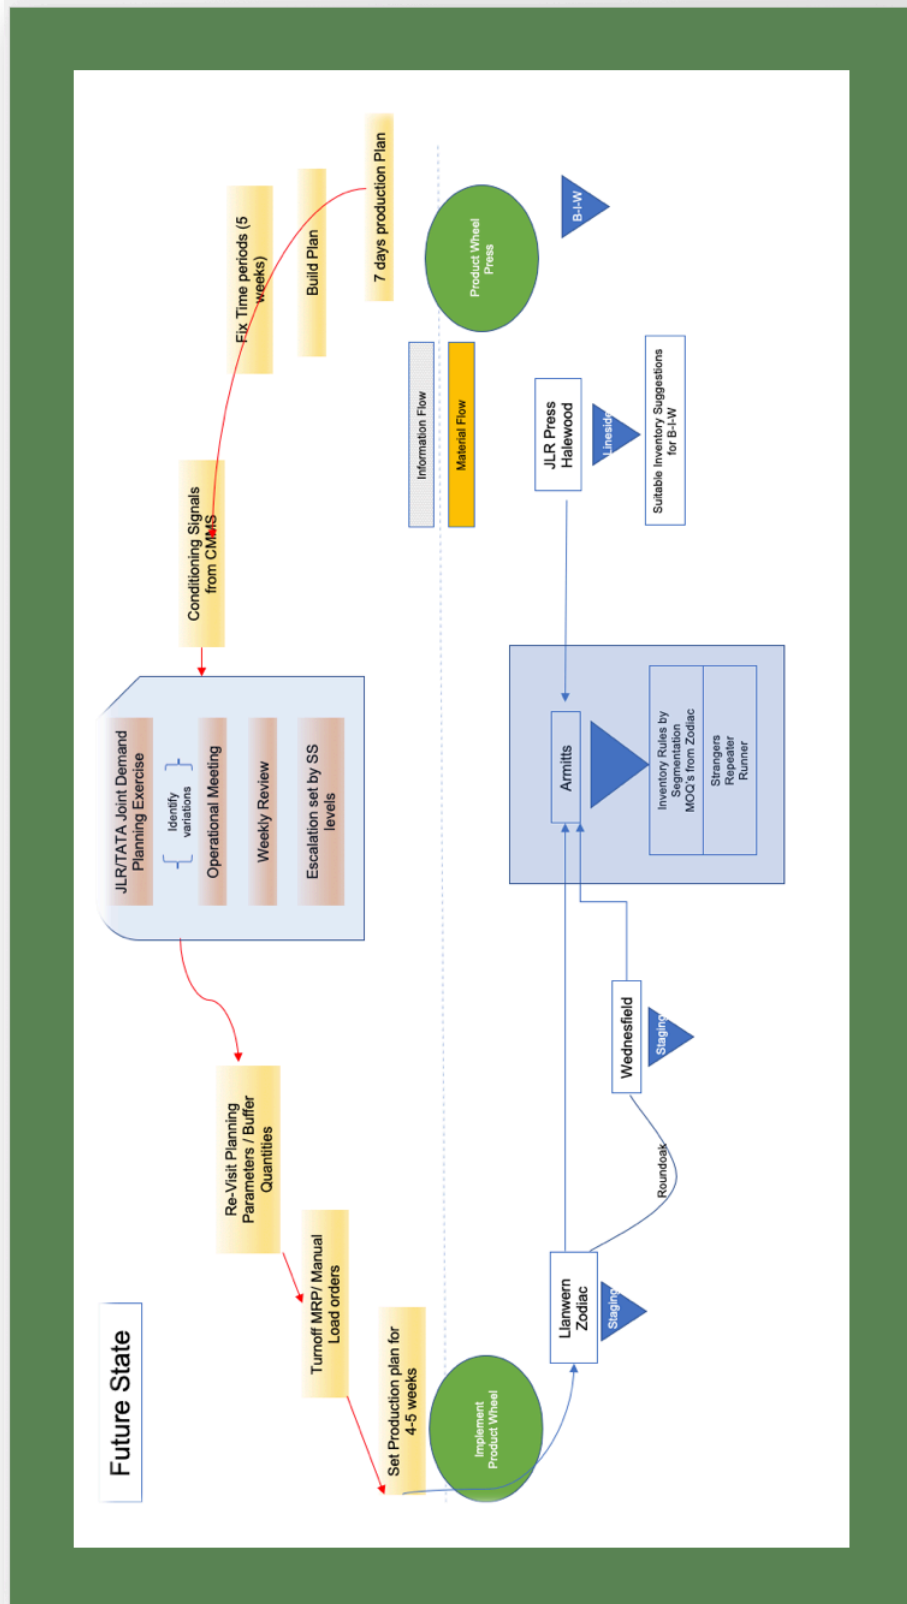 Future State
JLR/TATA Joint Demand
Planning Exercise
Identify
variations
Operational Meeting
Weekly Review
Escalation set by SS
levels
Conditioning Signals
from CMMS
Fix Time periods (5
weeks)
Build Plan
7 days production Plan
Re-Visit Planning
Parameters / Buffer
Quantities
Turnoff MRP/ Manual
Load orders
Set Production plan for
4-5 weeks
Information Flow
Material Flow
Implement
Product Wheel
Product Wheel
Press
Llanwern
Zodiac
Staging
Roundoak
Wednesfield
Staging
Armitts
Inventory Rules by
Segmentation
MOQ's from Zodiac
Strangers
Repeater
Runner
JLR Press
Halewood
Lineside
Suitable Inventory Suggestions
for B-I-W
B-I-W